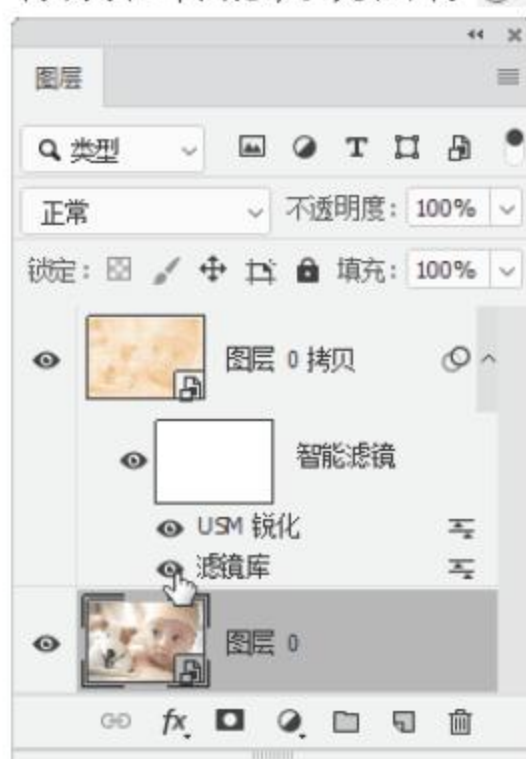 图层
类型
正常 不透明度: 100%
锁定: 填充: 100%
图层 0 拷贝
智能滤镜
USM 锐化
滤镜库
图层 0
fx